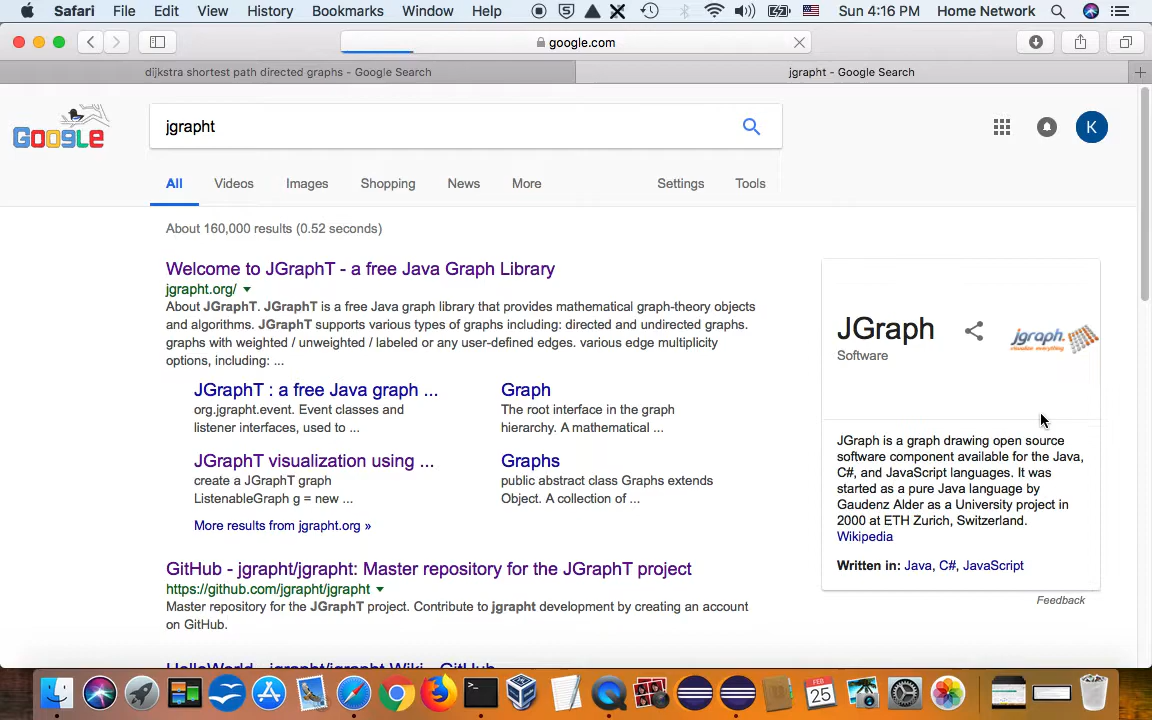 Safari File Edit View History Bookmarks Window Help Sun 4:16 PM Home Network
google.com
dijkstra shortest path directed graphs - Google Search
jgrapht - Google Search
Google
jgrapht
K
All Videos Images Shopping News More Settings Tools
About 160,000 results (0.52 seconds)
Welcome to JGraphT - a free Java Graph Library
jgrapht.org/
About JGraphT. JGraphT is a free Java graph library that provides mathematical graph-theory objects
and algorithms. JGraphT supports various types of graphs including: directed and undirected graphs.
graphs with weighted / unweighted / labeled or any user-defined edges. various edge multiplicity
options, including: ...
JGraphT : a free Java graph ...
org.jgrapht.event. Event classes and
listener interfaces, used to ...
Graph
The root interface in the graph
hierarchy. A mathematical ...
JGraphT visualization using ...
create a JGraphT graph
ListenableGraph g = new ...
Graphs
public abstract class Graphs extends
Object. A collection of ...
More results from jgrapht.org »
GitHub - jgrapht/jgrapht: Master repository for the JGraphT project
https://github.com/jgrapht/jgrapht
Master repository for the JGraphT project. Contribute to jgrapht development by creating an account
on GitHub.
HelloWorld - jgrapht/jgrapht Wiki - GitHub
JGraph
Software
jgraph.
visualize everything
JGraph is a graph drawing open source
software component available for the Java,
C#, and JavaScript languages. It was
started as a pure Java language by
Gaudenz Alder as a University project in
2000 at ETH Zurich, Switzerland.
Wikipedia
Written in: Java, C#, JavaScript
Feedback
FEB
25